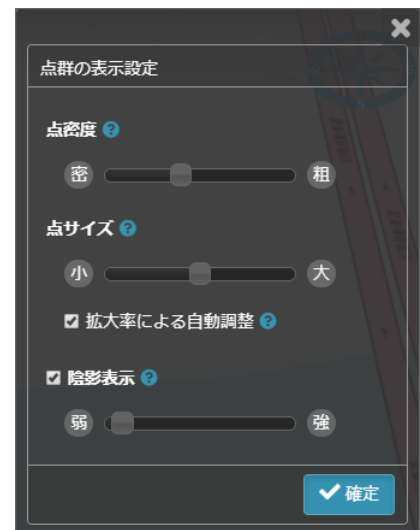 点群の表示設定
点密度 ?
密 粗
点サイズ ?
小 大
拡大率による自動調整 ?
陰影表示 ?
弱 強
確定
W
S